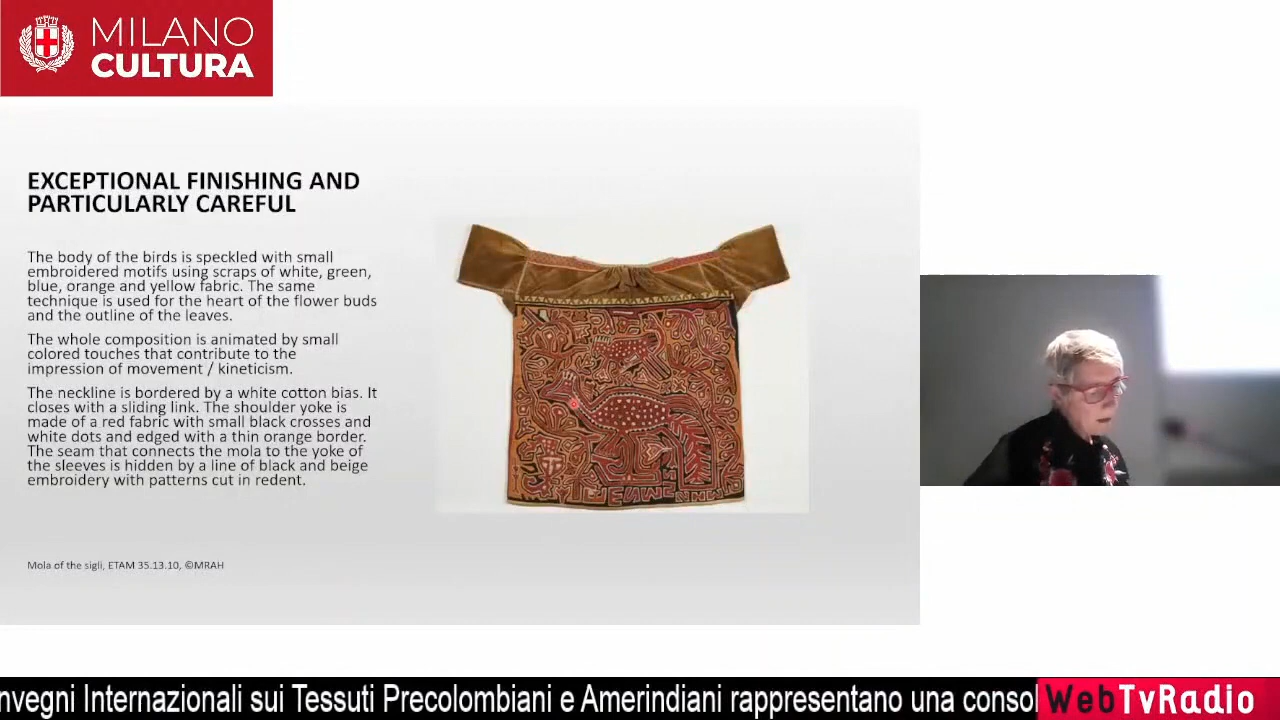 MILANO
CULTURA
EXCEPTIONAL FINISHING AND
PARTICULARLY CAREFUL
The body of the birds is speckled with small
embroidered motifs using scraps of white, green,
blue, orange and yellow fabric. The same
technique is used for the heart of the flower buds
and the outline of the leaves.
The whole composition is animated by small
colored touches that contribute to the
impression of movement / kineticism.
The neckline is bordered by a white cotton bias. It
closes with a sliding link. The shoulder yoke is
made of a red fabric with small black crosses and
white dots and edged with a thin orange border.
The seam that connects the mola to the yoke of
the sleeves is hidden by a line of black and beige
embroidery with patterns cut in redent.
Mola of the sigli, ETAM 35.13.10, ©MRAH
nvegni Internazionali sui Tessuti Precolombiani e Amerindiani rappresentano una consol
WebTvRadio